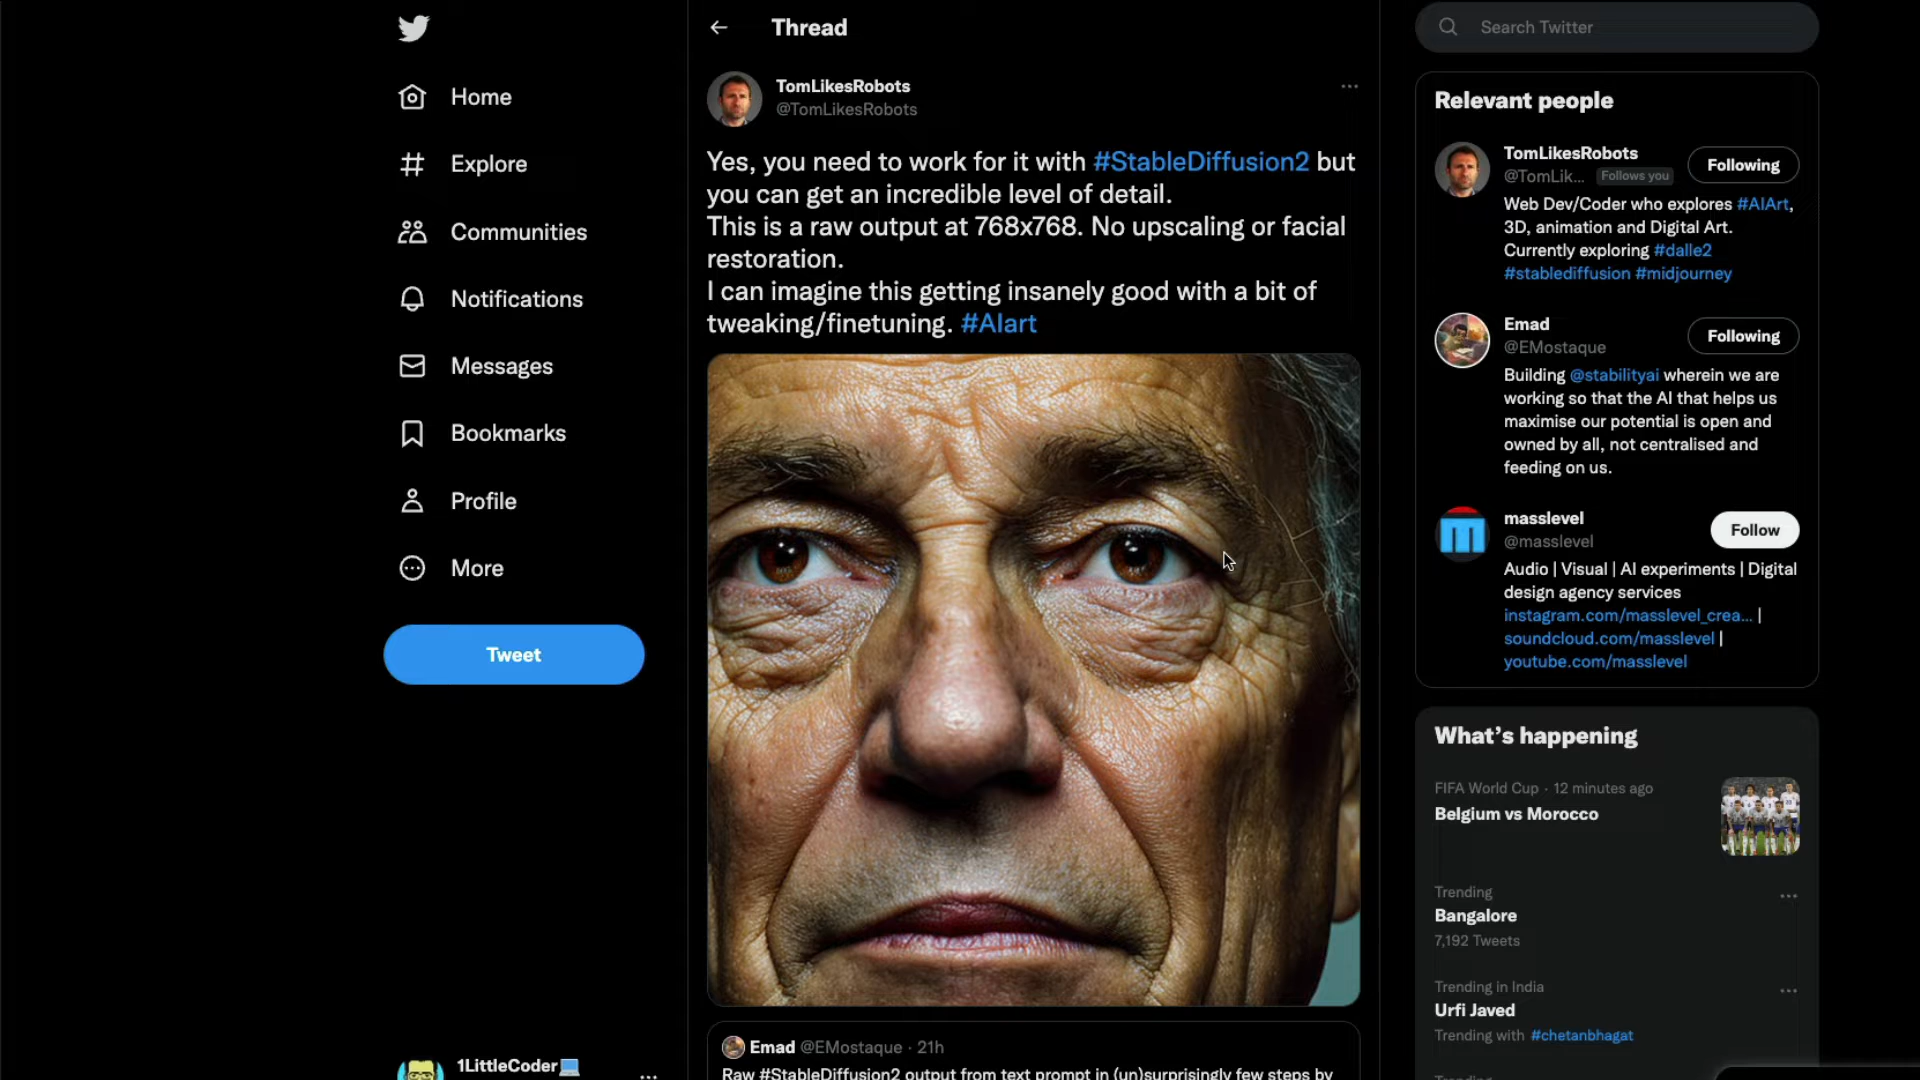 Home
Explore
Communities
Notifications
Messages
Bookmarks
Profile
More
Tweet
1LittleCoder💻
Thread
TomLikesRobots
@TomLikesRobots
Yes, you need to work for it with #StableDiffusion2 but
you can get an incredible level of detail.
This is a raw output at 768x768. No upscaling or facial
restoration.
I can imagine this getting insanely good with a bit of
tweaking/finetuning. #AIart
Emad @EMostaque · 21h
Raw #StableDiffusion2 output from text prompt in (un)surprisingly few steps by
Search Twitter
Relevant people
TomLikesRobots
@TomLik... Follows you
Following
Web Dev/Coder who explores #AIArt,
3D, animation and Digital Art.
Currently exploring #dalle2
#stablediffusion #midjourney
Emad
@EMostaque
Following
Building @stabilityai wherein we are
working so that the AI that helps us
maximise our potential is open and
owned by all, not centralised and
feeding on us.
masslevel
@masslevel
Follow
Audio | Visual | AI experiments | Digital
design agency services
instagram.com/masslevel_crea... |
soundcloud.com/masslevel |
youtube.com/masslevel
What's happening
FIFA World Cup · 12 minutes ago
Belgium vs Morocco
Trending
Bangalore
7,192 Tweets
Trending in India
Urfi Javed
Trending with #chetanbhagat